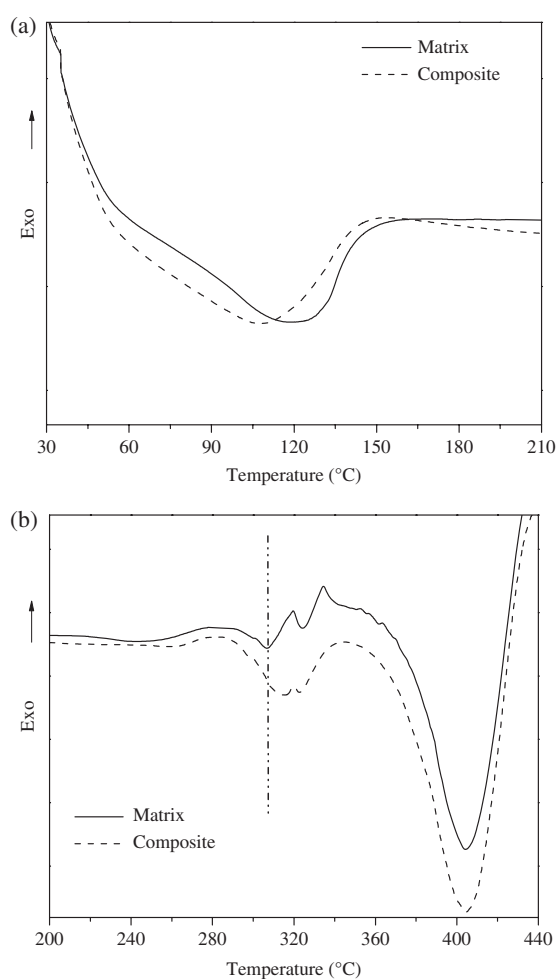 (a)
Matrix
Composite
Exo
30 60 90 120 150 180 210
Temperature (°C)
(b)
Exo
Matrix
Composite
200 240 280 320 360 400 440
Temperature (°C)